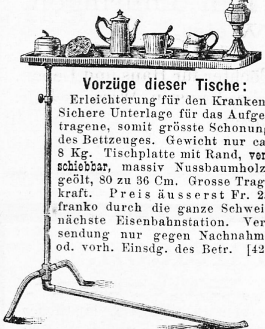 Vorzüge dieser Tische:
Erleichterung für den Kranken
Sichere Unterlage für das Aufge
tragene, somit grösste Schonung
des Bettzeuges. Gewicht nur ca
8 Kg. Tischplatte mit Rand, ver
schiebbar, massiv Nussbaumholz
geölt, 80 zu 36 Cm. Grosse Trag
kraft. Preis äusserst Fr. 2
franko durch die ganze Schwei
nächste Eisenbahnstation. Ver
sendung nur gegen Nachnahm
od. vorh. Einsdg. des Betr. [42